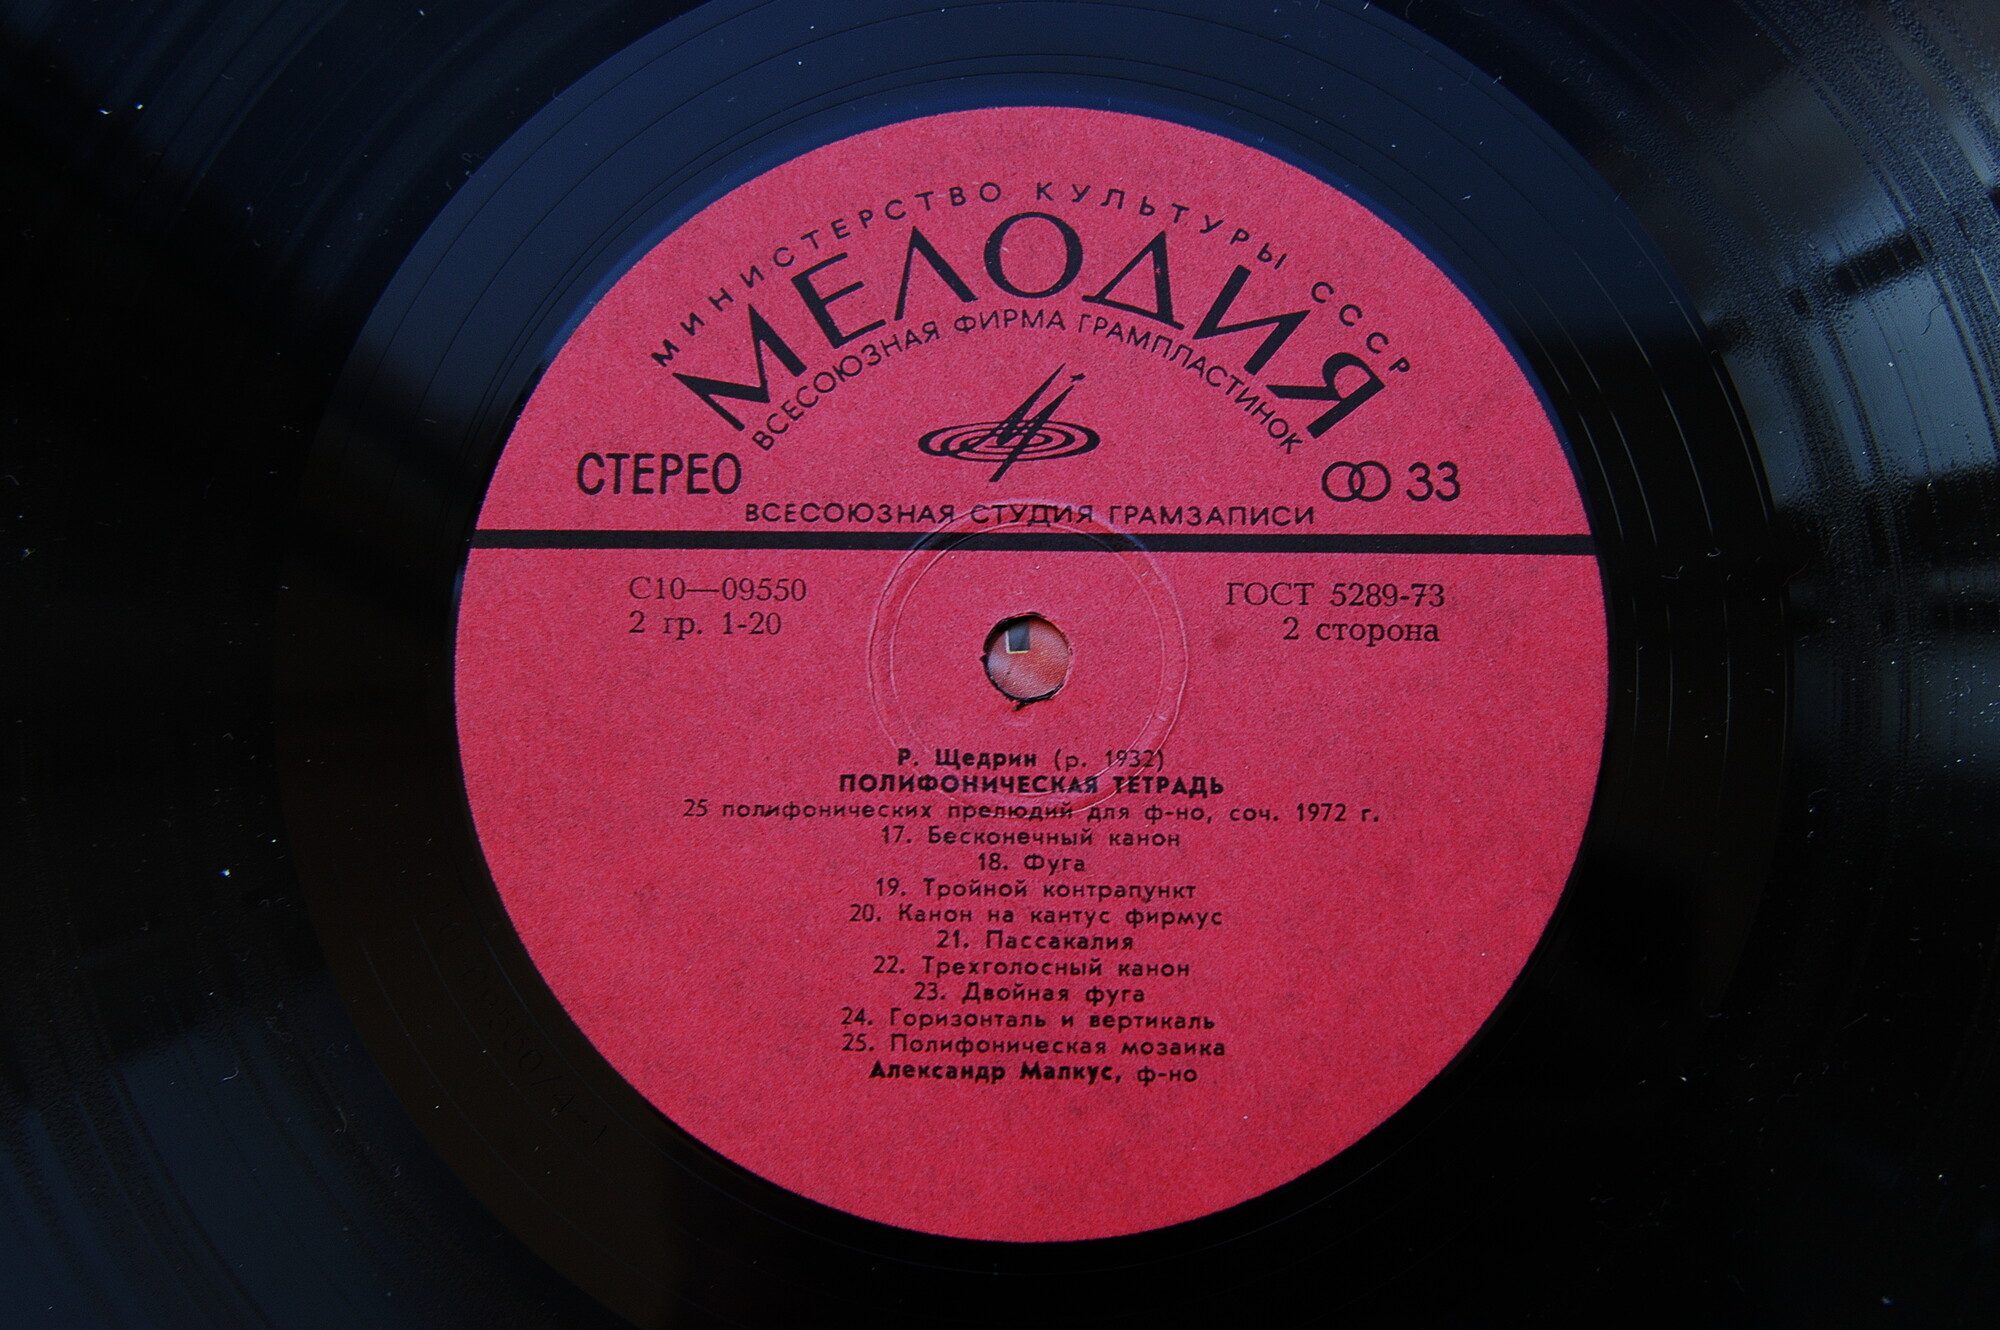 МИНИСТЕРСТВО КУЛЬТУРЫ СССР
МЕЛОДИЯ
ВСЕСОЮЗНАЯ ФИРМА ГРАМПЛАСТИНОК
СТЕРЕО
33
ВСЕСОЮЗНАЯ СТУДИЯ ГРАМЗАПИСИ
С10—09550
ГОСТ 5289-73
2 гр. 1-20
2 сторона
Р. Щедрин (р. 1932)
ПОЛИФОНИЧЕСКАЯ ТЕТРАДЬ
25 полифонических прелюдий для ф-но, соч. 1972 г.
17. Бесконечный канон
18. Фуга
19. Тройной контрапункт
20. Канон на кантус фирмус
21. Пассакалия
22. Трехголосный канон
23. Двойная фуга
24. Горизонталь и вертикаль
25. Полифоническая мозаика
Александр Малкус, ф-но